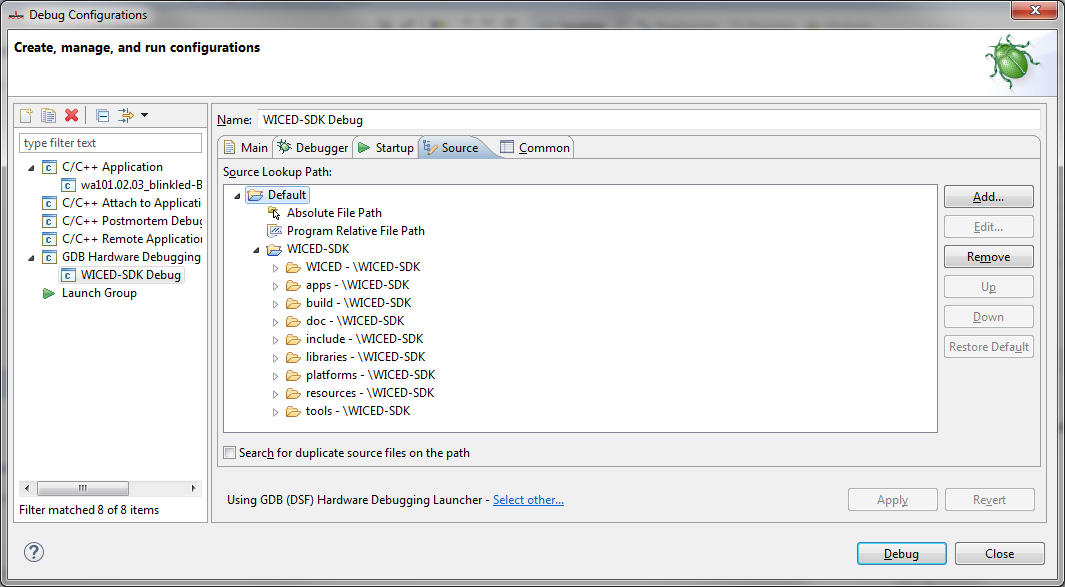 Debug Configurations
Create, manage, and run configurations
type filter text
C/C++ Application
wa101.02.03_blinkled-B
C/C++ Attach to Applicati
C/C++ Postmortem Debug
C/C++ Remote Application
GDB Hardware Debugging
WICED-SDK Debug
Launch Group
Filter matched 8 of 8 items
Name: WICED-SDK Debug
Main Debugger Startup Source Common
Source Lookup Path:
Default
Absolute File Path
Program Relative File Path
WICED-SDK
WICED - \WICED-SDK
apps - \WICED-SDK
build - \WICED-SDK
doc - \WICED-SDK
include - \WICED-SDK
libraries - \WICED-SDK
platforms - \WICED-SDK
resources - \WICED-SDK
tools - \WICED-SDK
Add...
Edit...
Remove
Up
Down
Restore Default
Search for duplicate source files on the path
Using GDB (DSF) Hardware Debugging Launcher - Select other...
Apply Revert
? Debug Close